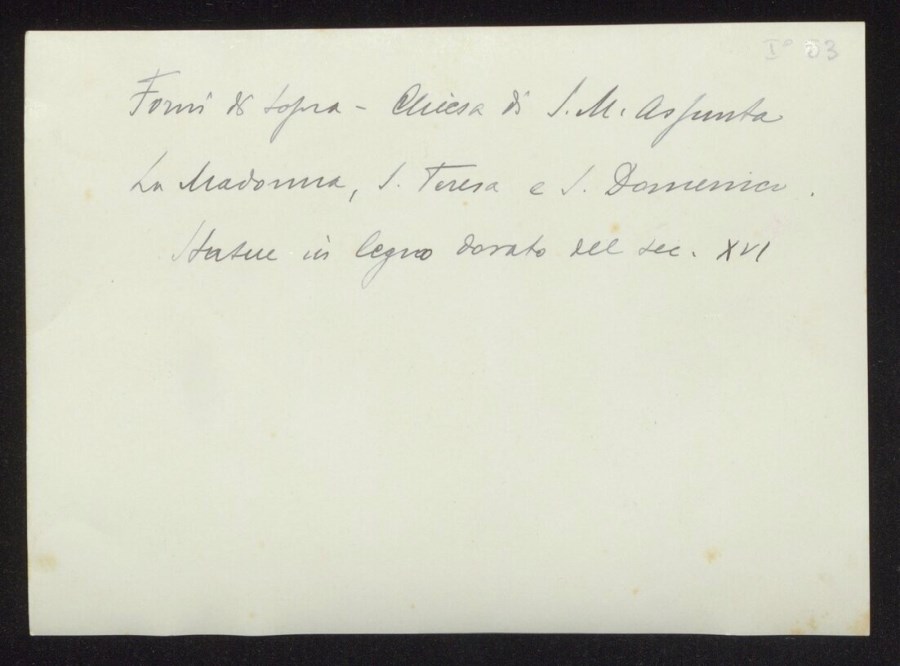 I° 53
Forni di Sopra - Chiesa di S. M. Assunta
La Madonna, S. Teresa e S. Domenico.
Statue in legno dorato del sec. XVI